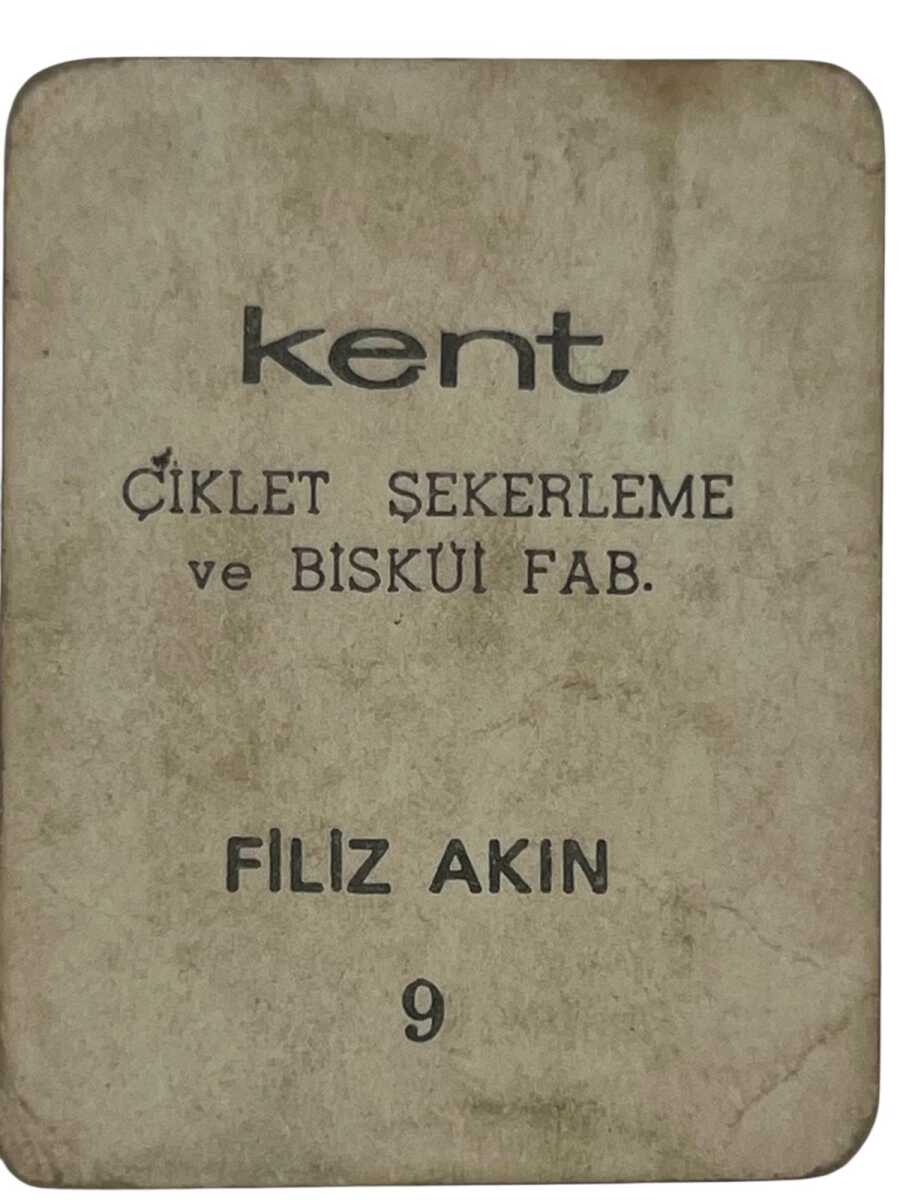 kent
ÇİKLET ŞEKERLEME
ve BİSKÜİ FAB.
FİLİZ AKIN
9